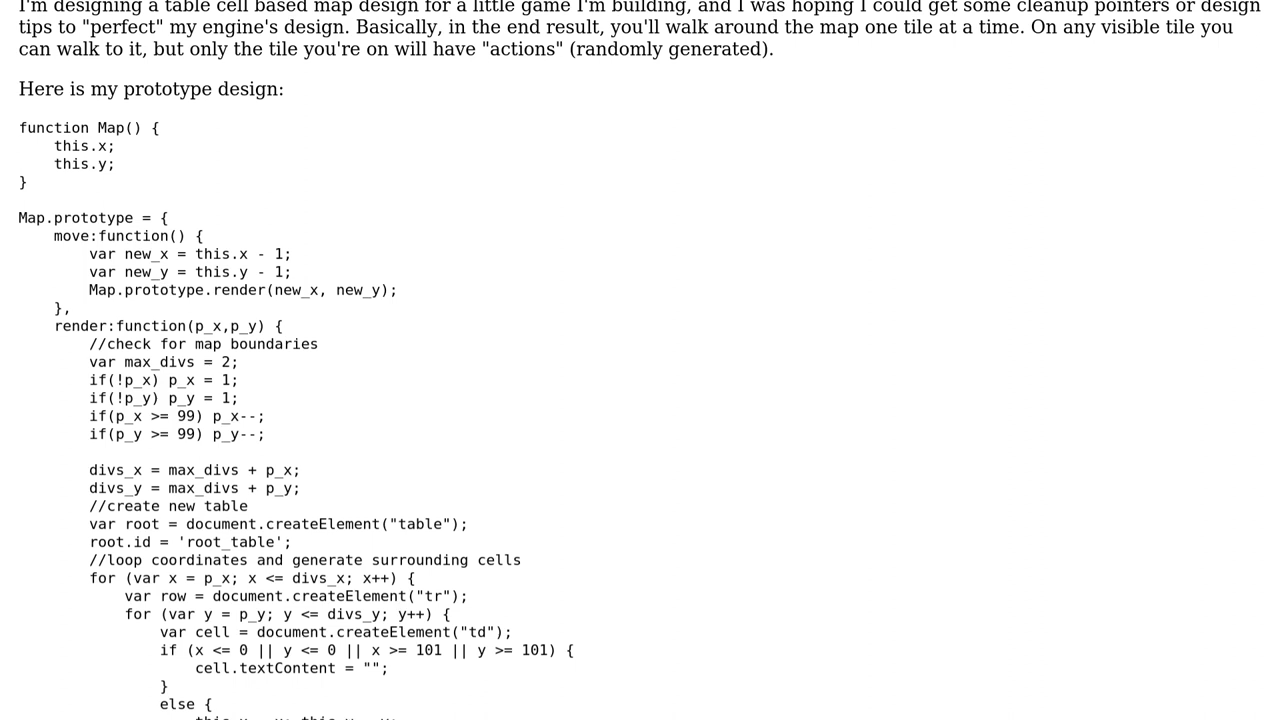 I'm designing a table cell based map design for a little game I'm building, and I was hoping I could get some cleanup pointers or design
tips to "perfect" my engine's design. Basically, in the end result, you'll walk around the map one tile at a time. On any visible tile you
can walk to it, but only the tile you're on will have "actions" (randomly generated).
Here is my prototype design:
function Map() {
    this.x;
    this.y;
}
Map.prototype = {
    move:function() {
        var new_x = this.x - 1;
        var new_y = this.y - 1;
        Map.prototype.render(new_x, new_y);
    },
    render:function(p_x,p_y) {
        //check for map boundaries
        var max_divs = 2;
        if(!p_x) p_x = 1;
        if(!p_y) p_y = 1;
        if(p_x >= 99) p_x--;
        if(p_y >= 99) p_y--;
        divs_x = max_divs + p_x;
        divs_y = max_divs + p_y;
        //create new table
        var root = document.createElement("table");
        root.id = 'root_table';
        //loop coordinates and generate surrounding cells
        for (var x = p_x; x <= divs_x; x++) {
            var row = document.createElement("tr");
            for (var y = p_y; y <= divs_y; y++) {
                var cell = document.createElement("td");
                if (x <= 0 || y <= 0 || x >= 101 || y >= 101) {
                    cell.textContent = "";
                }
                else {